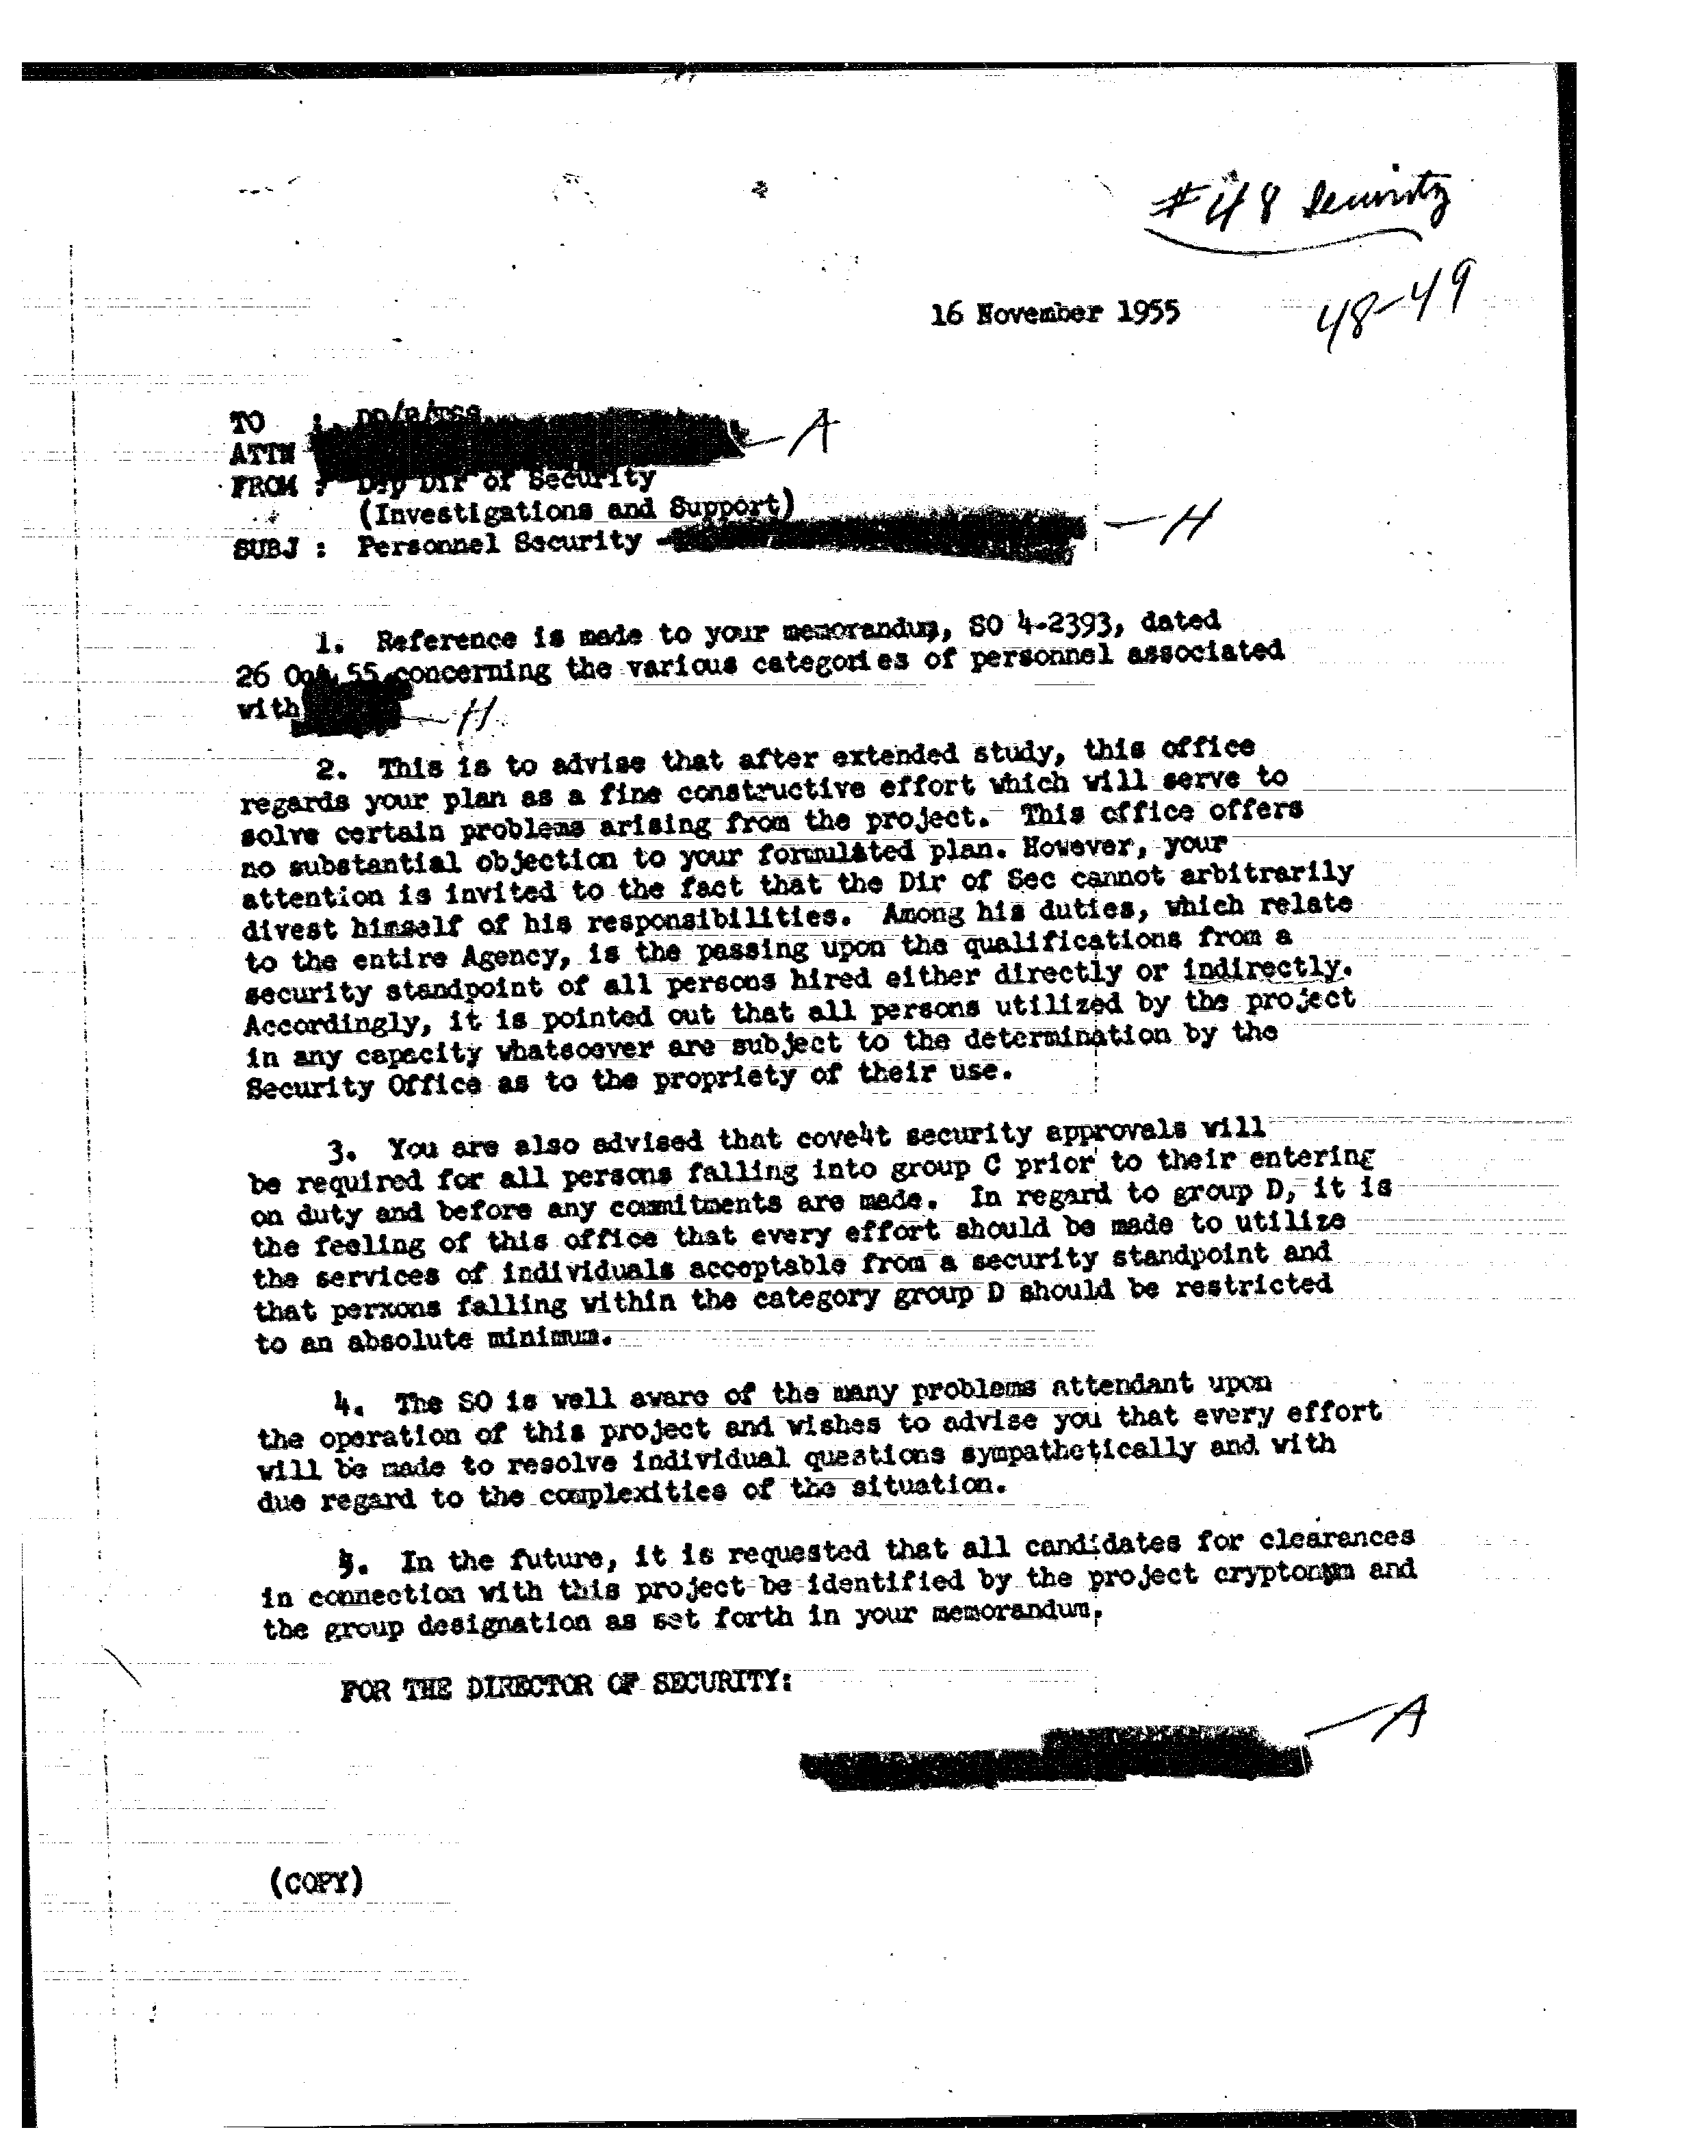 #48 Security
48-49
16 November 1955
TO :
ATTN
FROM : Dep Dir of Security
(Investigations and Support)
SUBJ : Personnel Security -
A
H
1. Reference is made to your memorandum, SO 4-2393, dated
26 Oct 55 concerning the various categories of personnel associated
with
H
2. This is to advise that after extended study, this office
regards your plan as a fine constructive effort which will serve to
solve certain problems arising from the project. This office offers
no substantial objection to your formulated plan. However, your
attention is invited to the fact that the Dir of Sec cannot arbitrarily
divest himself of his responsibilities. Among his duties, which relate
to the entire Agency, is the passing upon the qualifications from a
security standpoint of all persons hired either directly or indirectly.
Accordingly, it is pointed out that all persons utilized by the project
in any capacity whatsoever are subject to the determination by the
Security Office as to the propriety of their use.
3. You are also advised that covert security approvals will
be required for all persons falling into group C prior to their entering
on duty and before any commitments are made. In regard to group D, it is
the feeling of this office that every effort should be made to utilize
the services of individuals acceptable from a security standpoint and
that perxons falling within the category group D should be restricted
to an absolute minimum.
4. The SO is well aware of the many problems attendant upon
the operation of this project and wishes to advise you that every effort
will be made to resolve individual questions sympathetically and with
due regard to the complexities of the situation.
5. In the future, it is requested that all candidates for clearances
in connection with this project be identified by the project cryptonym and
the group designation as set forth in your memorandum.
FOR THE DIRECTOR OF SECURITY:
A
(COPY)